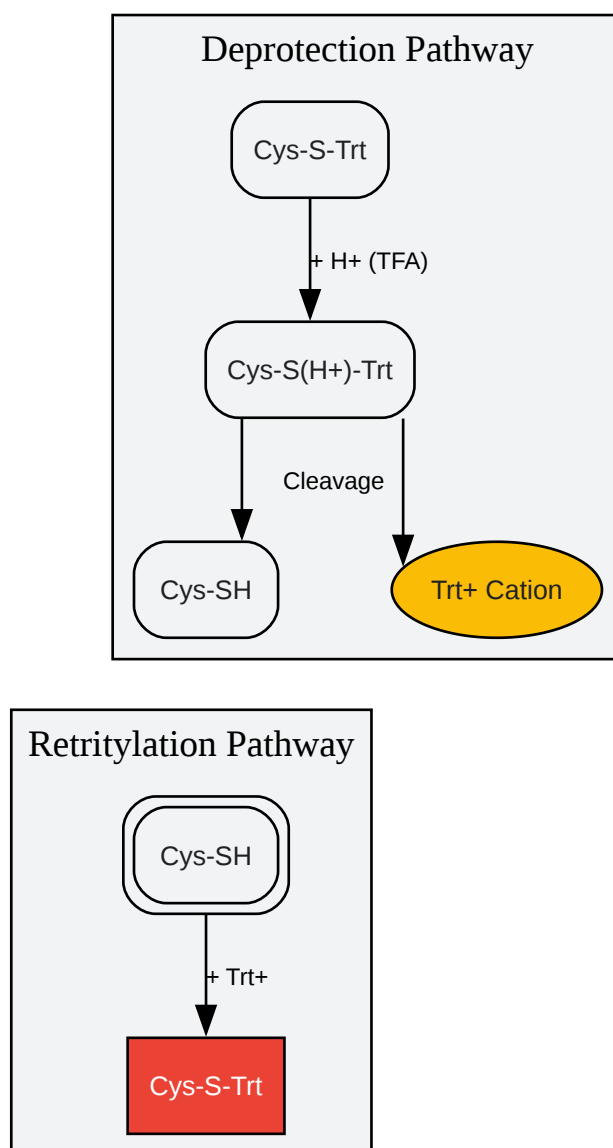 Deprotection Pathway
Cys-S-Trt
+ H+ (TFA)
Cys-S(H+)-Trt
Cleavage
Cys-SH
Trt+ Cation
Retritylation Pathway
Cys-SH
+ Trt+
Cys-S-Trt